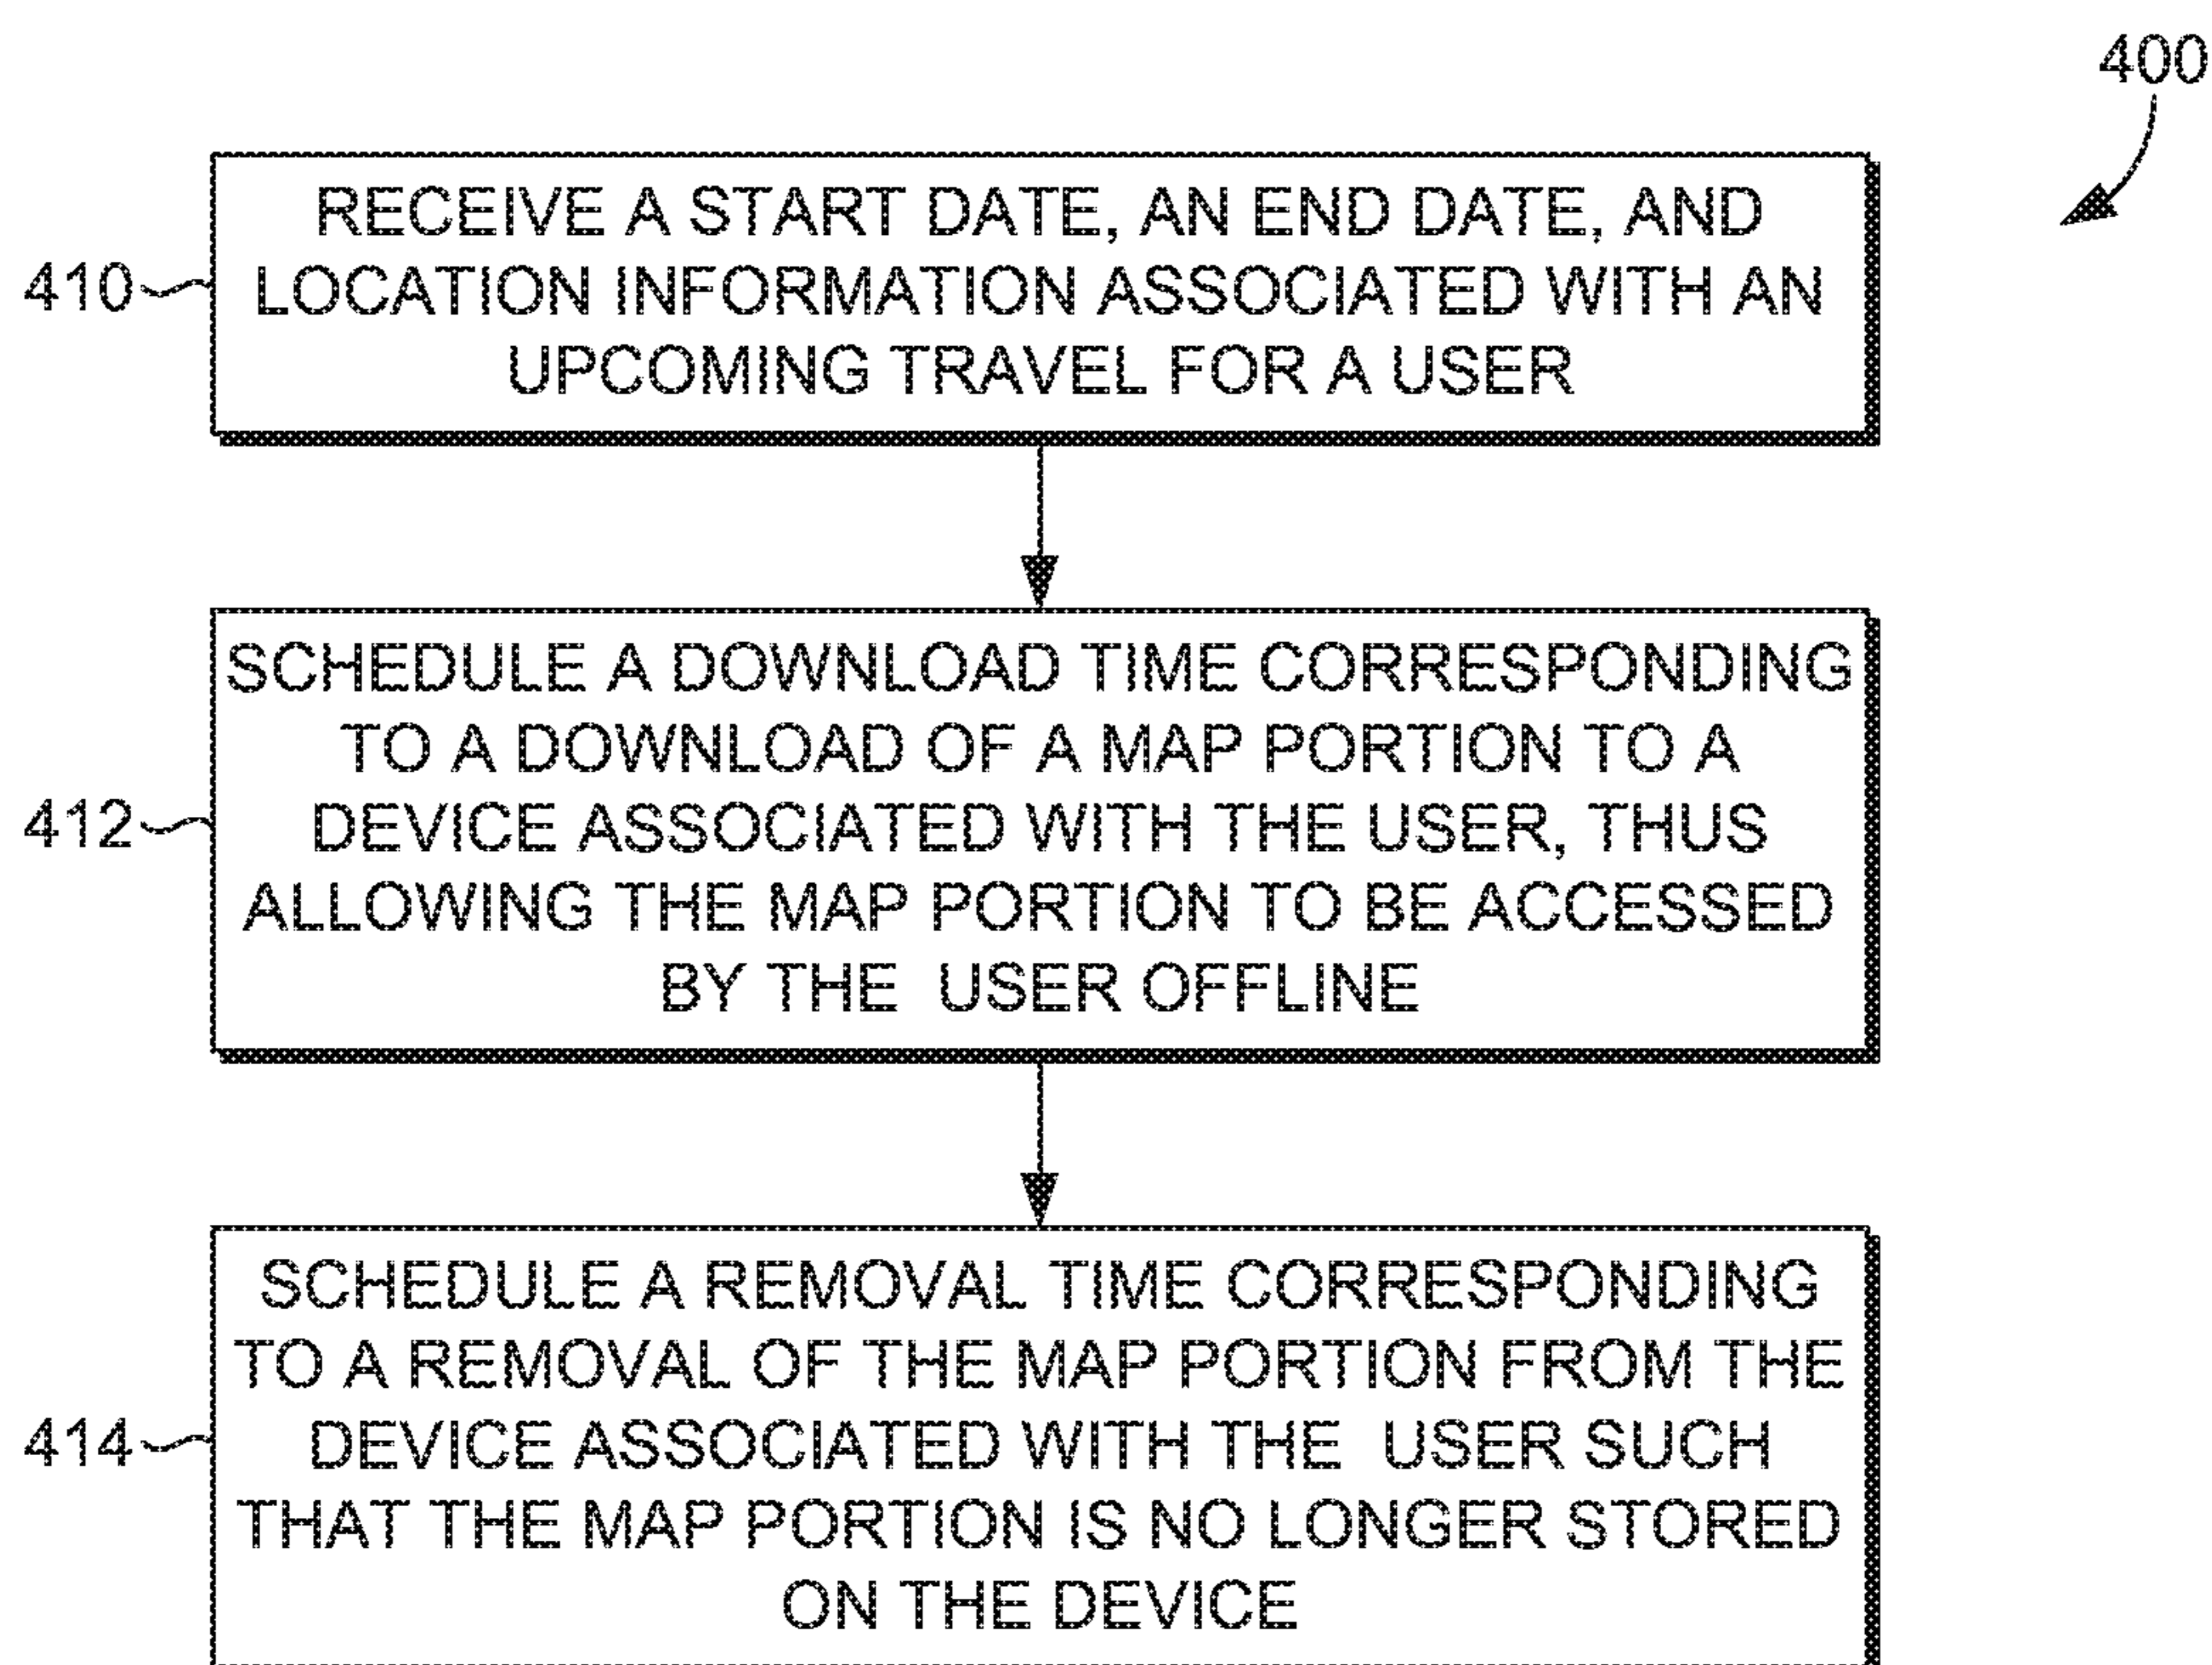 400
410
RECEIVE A START DATE, AN END DATE, AND
LOCATION INFORMATION ASSOCIATED WITH AN
UPCOMING TRAVEL FOR A USER
412
SCHEDULE A DOWNLOAD TIME CORRESPONDING
TO A DOWNLOAD OF A MAP PORTION TO A
DEVICE ASSOCIATED WITH THE USER, THUS
ALLOWING THE MAP PORTION TO BE ACCESSED
BY THE USER OFFLINE
414
SCHEDULE A REMOVAL TIME CORRESPONDING
TO A REMOVAL OF THE MAP PORTION FROM THE
DEVICE ASSOCIATED WITH THE USER SUCH
THAT THE MAP PORTION IS NO LONGER STORED
ON THE DEVICE